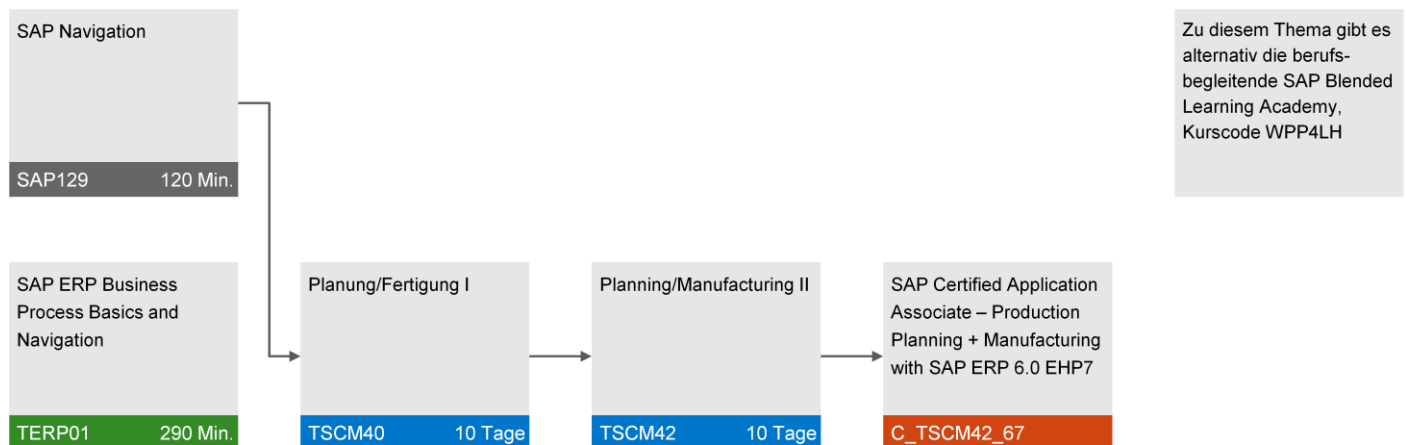 SAP Navigation
SAP129 120 Min.
Zu diesem Thema gibt es
alternativ die berufs-
begleitende SAP Blended
Learning Academy,
Kurscode WPP4LH
SAP ERP Business
Process Basics and
Navigation
TERP01 290 Min.
Planung/Fertigung I
TSCM40 10 Tage
Planning/Manufacturing II
TSCM42 10 Tage
SAP Certified Application
Associate – Production
Planning + Manufacturing
with SAP ERP 6.0 EHP7
C_TSCM42_67